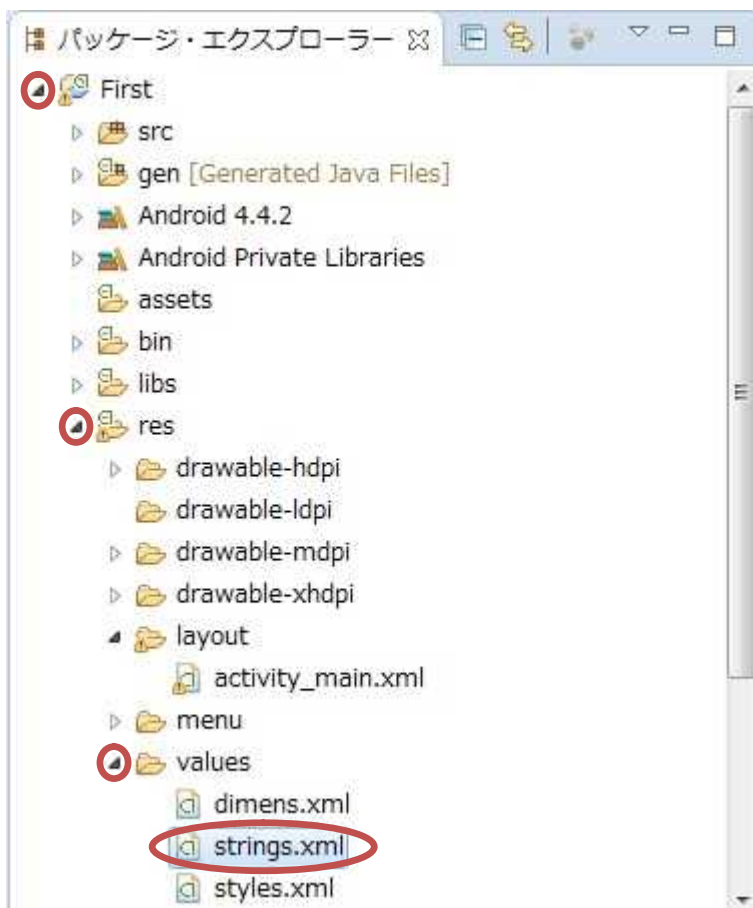 パッケージ・エクスプローラー
First
src
gen [Generated Java Files]
Android 4.4.2
Android Private Libraries
assets
bin
libs
res
drawable-hdpi
drawable-ldpi
drawable-mdpi
drawable-xhdpi
layout
activity_main.xml
menu
values
dimens.xml
strings.xml
styles.xml